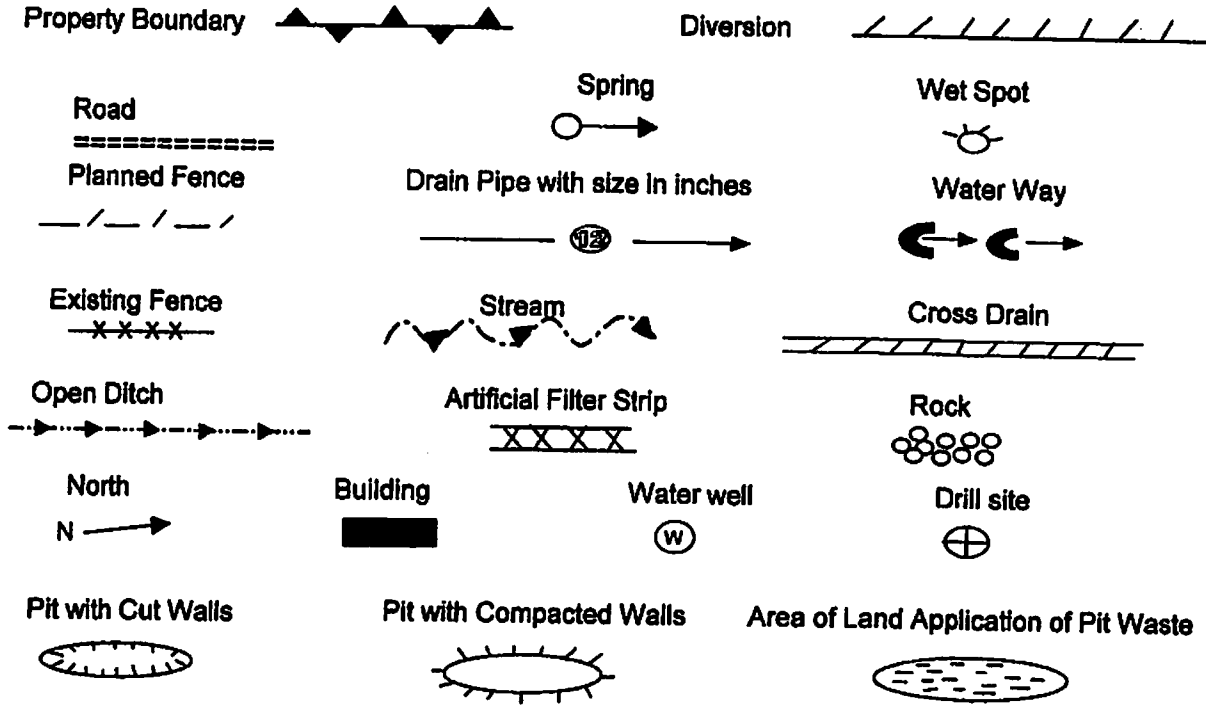 Property Boundary
Diversion
Spring
Wet Spot
Road
Planned Fence
Drain Pipe with size in inches
Water Way
12
Existing Fence
Stream
Cross Drain
X X X X
Open Ditch
Artificial Filter Strip
Rock
X X X X
North
Building
Water well
Drill site
N
W
Pit with Cut Walls
Pit with Compacted Walls
Area of Land Application of Pit Waste